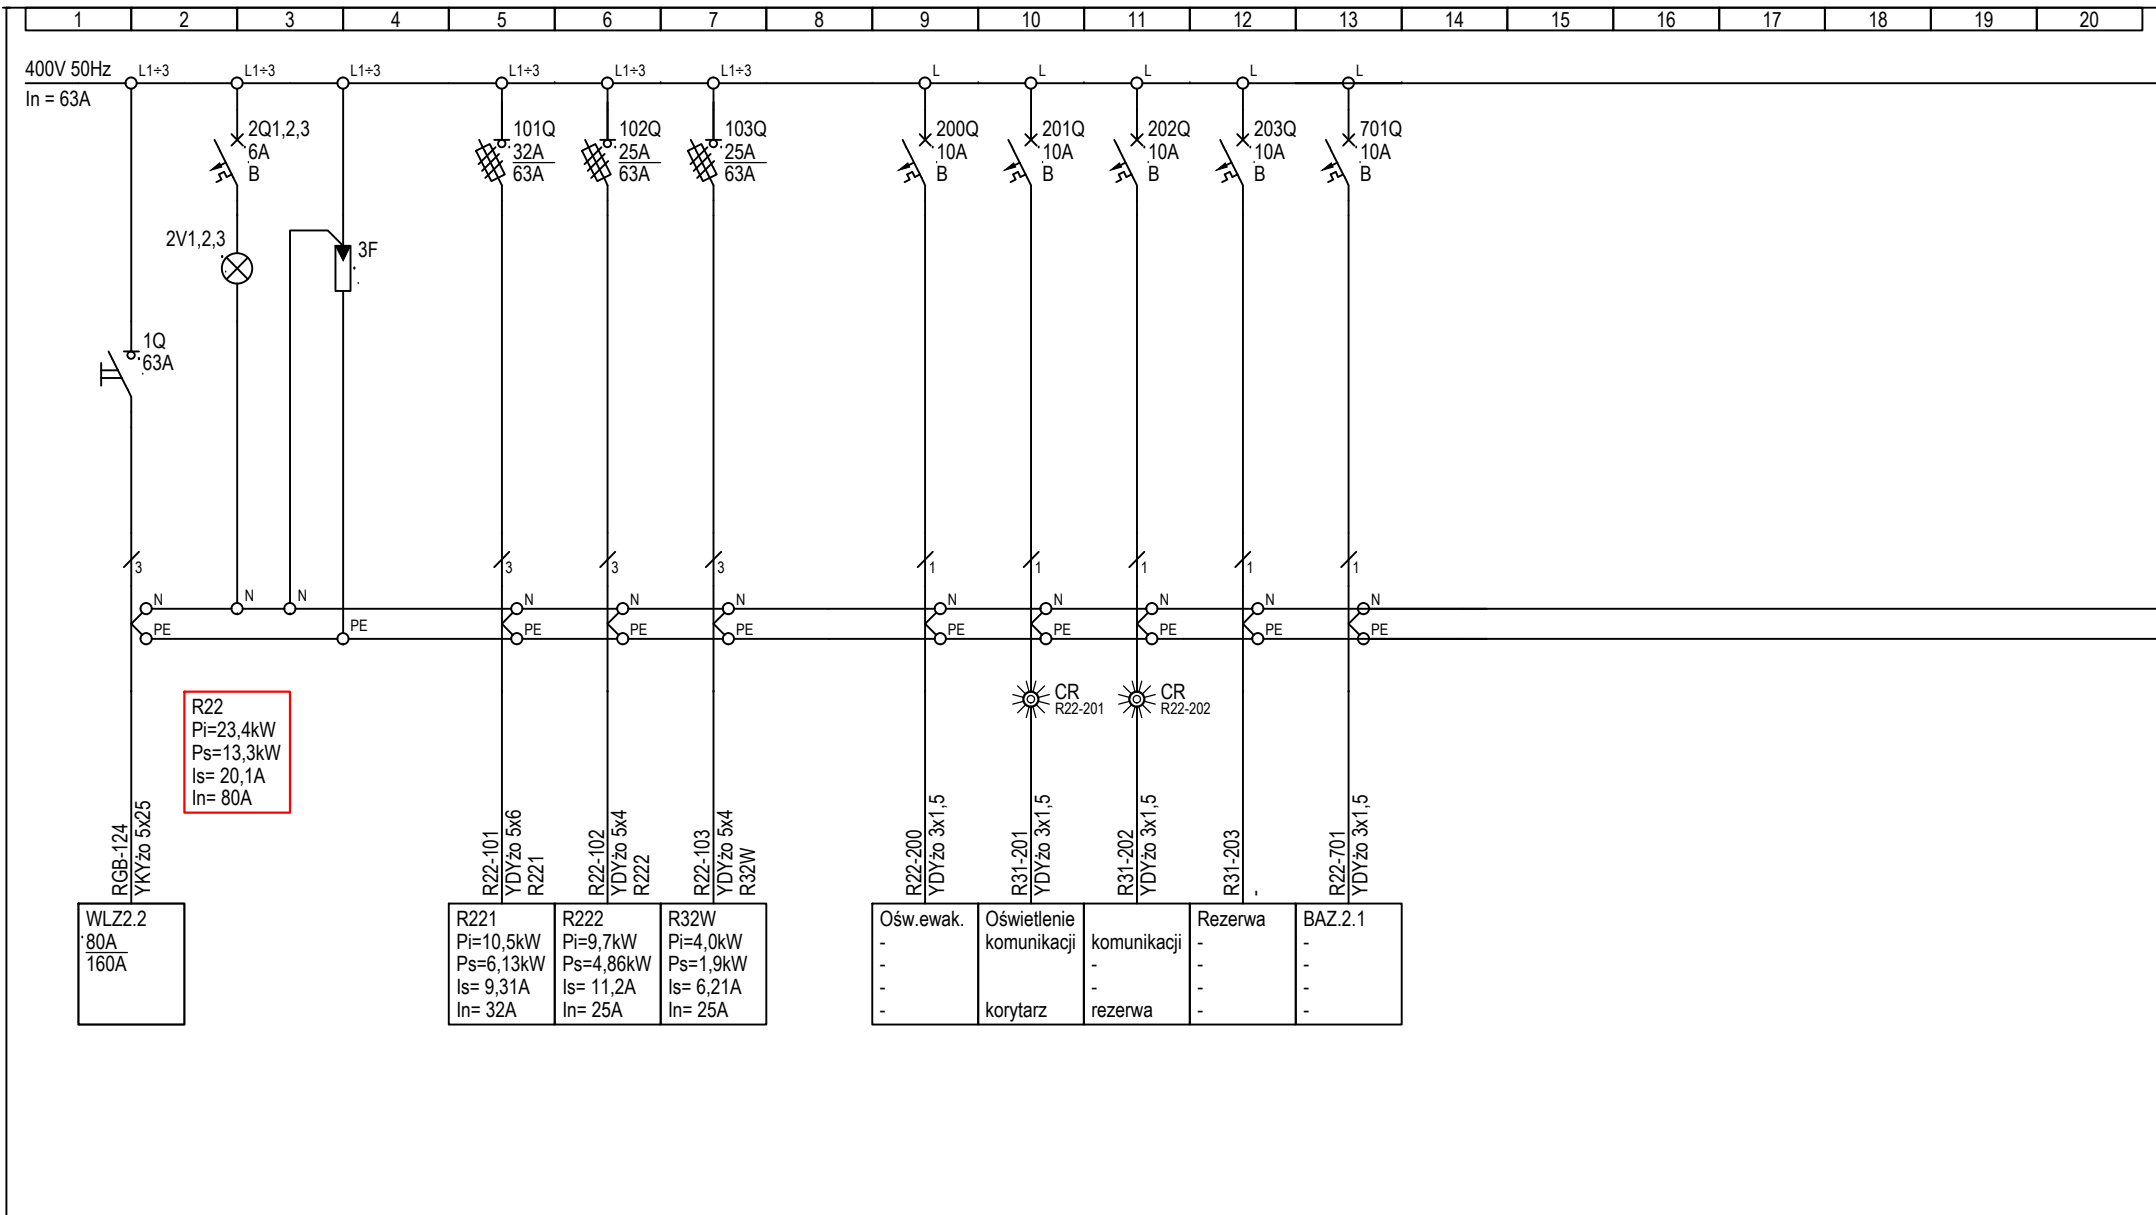 1 2 3 4 5 6 7 8 9 10 11 12 13 14 15 16 17 18 19 20
400V 50Hz
In = 63A
L1÷3 L1÷3 L1÷3 L1÷3 L1÷3 L1÷3 L L L L L
2Q1,2,3
6A
B
101Q
32A
63A
102Q
25A
63A
103Q
25A
63A
200Q
10A
B
201Q
10A
B
202Q
10A
B
203Q
10A
B
701Q
10A
B
2V1,2,3
3F
1Q
63A
3 3 3 3 1 1 1 1 1
N N N N N N N N N N N
PE PE PE PE PE PE PE PE PE PE
CR
R22-201
CR
R22-202
R22
Pi=23,4kW
Ps=13,3kW
Is= 20,1A
In= 80A
RGB-124
YKYżo 5x25
R22-101
YDYżo 5x6
R221
R22-102
YDYżo 5x4
R222
R22-103
YDYżo 5x4
R32W
R22-200
YDYżo 3x1,5
R31-201
YDYżo 3x1,5
R31-202
YDYżo 3x1,5
R31-203
-
R22-701
YDYżo 3x1,5
WLZ2.2
80A
160A
R221
Pi=10,5kW
Ps=6,13kW
Is= 9,31A
In= 32A
R222
Pi=9,7kW
Ps=4,86kW
Is= 11,2A
In= 25A
R32W
Pi=4,0kW
Ps=1,9kW
Is= 6,21A
In= 25A
Ośw.ewak.
-
-
-
-
Oświetlenie
komunikacji
korytarz
komunikacji
-
-
rezerwa
Rezerwa
-
-
-
-
BAZ.2.1
-
-
-
-